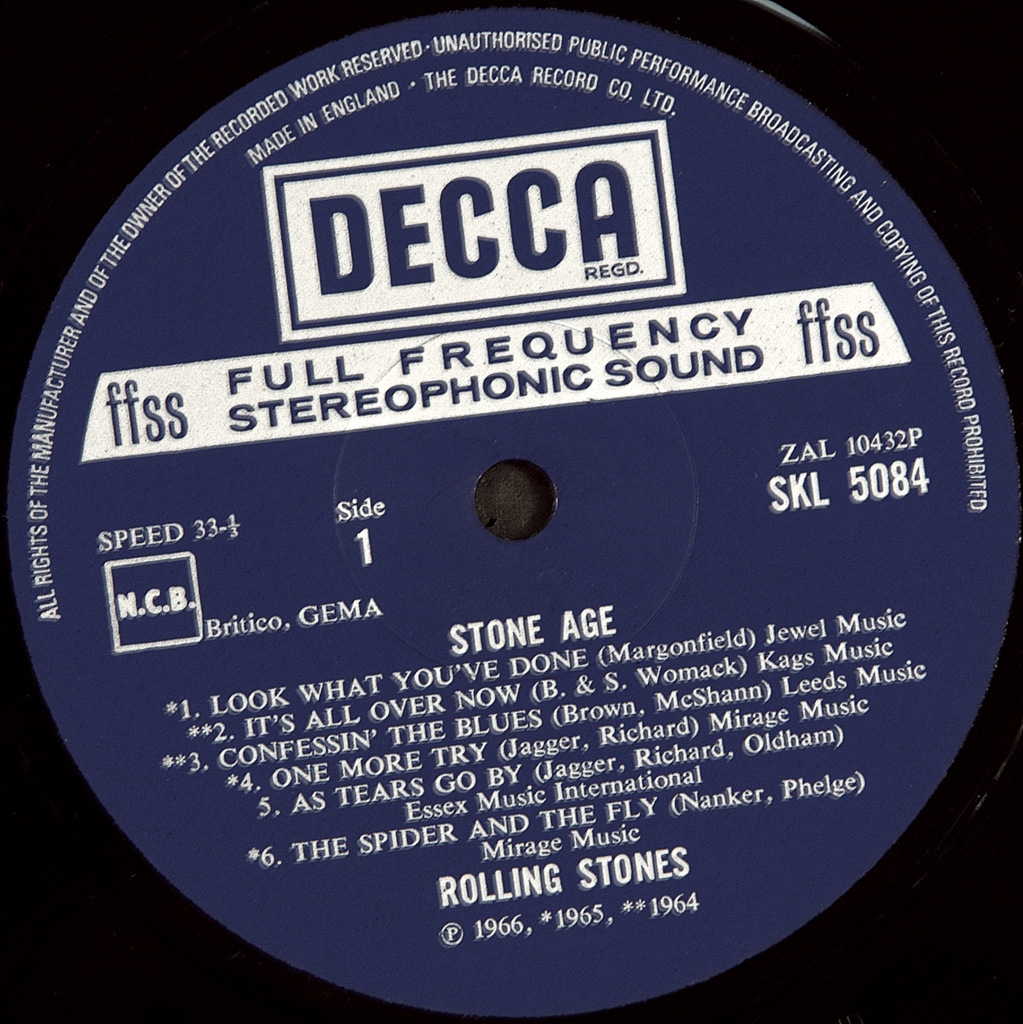 ALL RIGHTS OF THE MANUFACTURER AND OF THE OWNER OF THE RECORDED WORK RESERVED · UNAUTHORISED PUBLIC PERFORMANCE BROADCASTING AND COPYING OF THIS RECORD PROHIBITED
MADE IN ENGLAND · THE DECCA RECORD CO. LTD.
DECCA
REGD.
ffss FULL FREQUENCY ffss
STEREOPHONIC SOUND
ZAL 10432P
SKL 5084
SPEED 33-⅓
Side
1
N.C.B.
Britico, GEMA
STONE AGE
*1. LOOK WHAT YOU'VE DONE (Margonfield) Jewel Music
**2. IT'S ALL OVER NOW (B. & S. Womack) Kags Music
**3. CONFESSIN' THE BLUES (Brown, McShann) Leeds Music
*4. ONE MORE TRY (Jagger, Richard) Mirage Music
5. AS TEARS GO BY (Jagger, Richard, Oldham)
Essex Music International
*6. THE SPIDER AND THE FLY (Nanker, Phelge)
Mirage Music
ROLLING STONES
℗ 1966, *1965, **1964